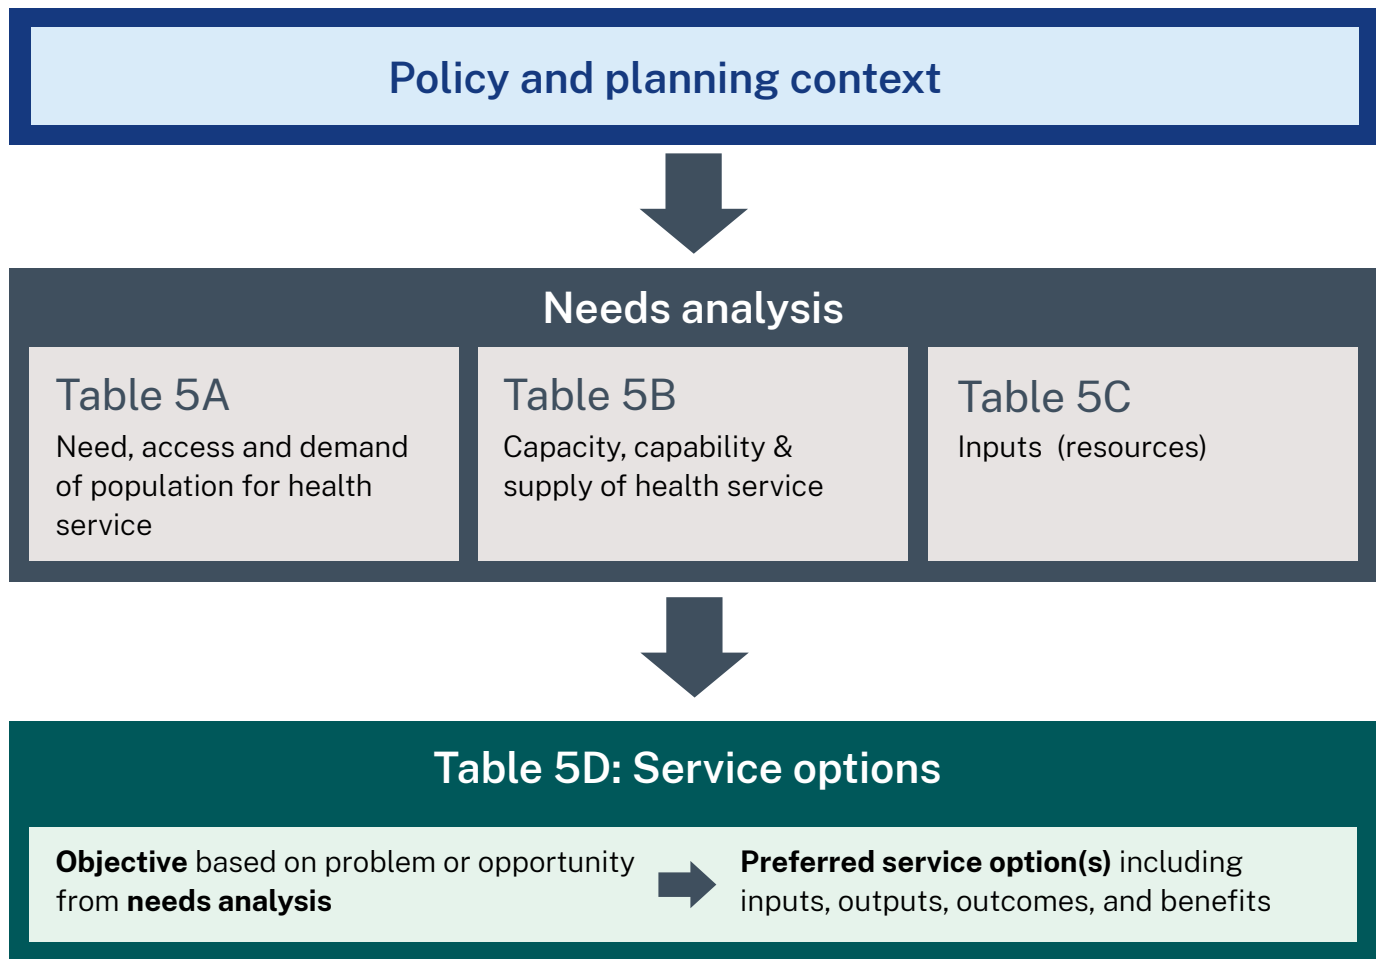 Policy and planning context
Needs analysis
Table 5A
Need, access and demand
of population for health
service
Table 5B
Capacity, capability &
supply of health service
Table 5C
Inputs  (resources)
Table 5D: Service options
Objective based on problem or opportunity
from needs analysis
Preferred service option(s) including
inputs, outputs, outcomes, and benefits